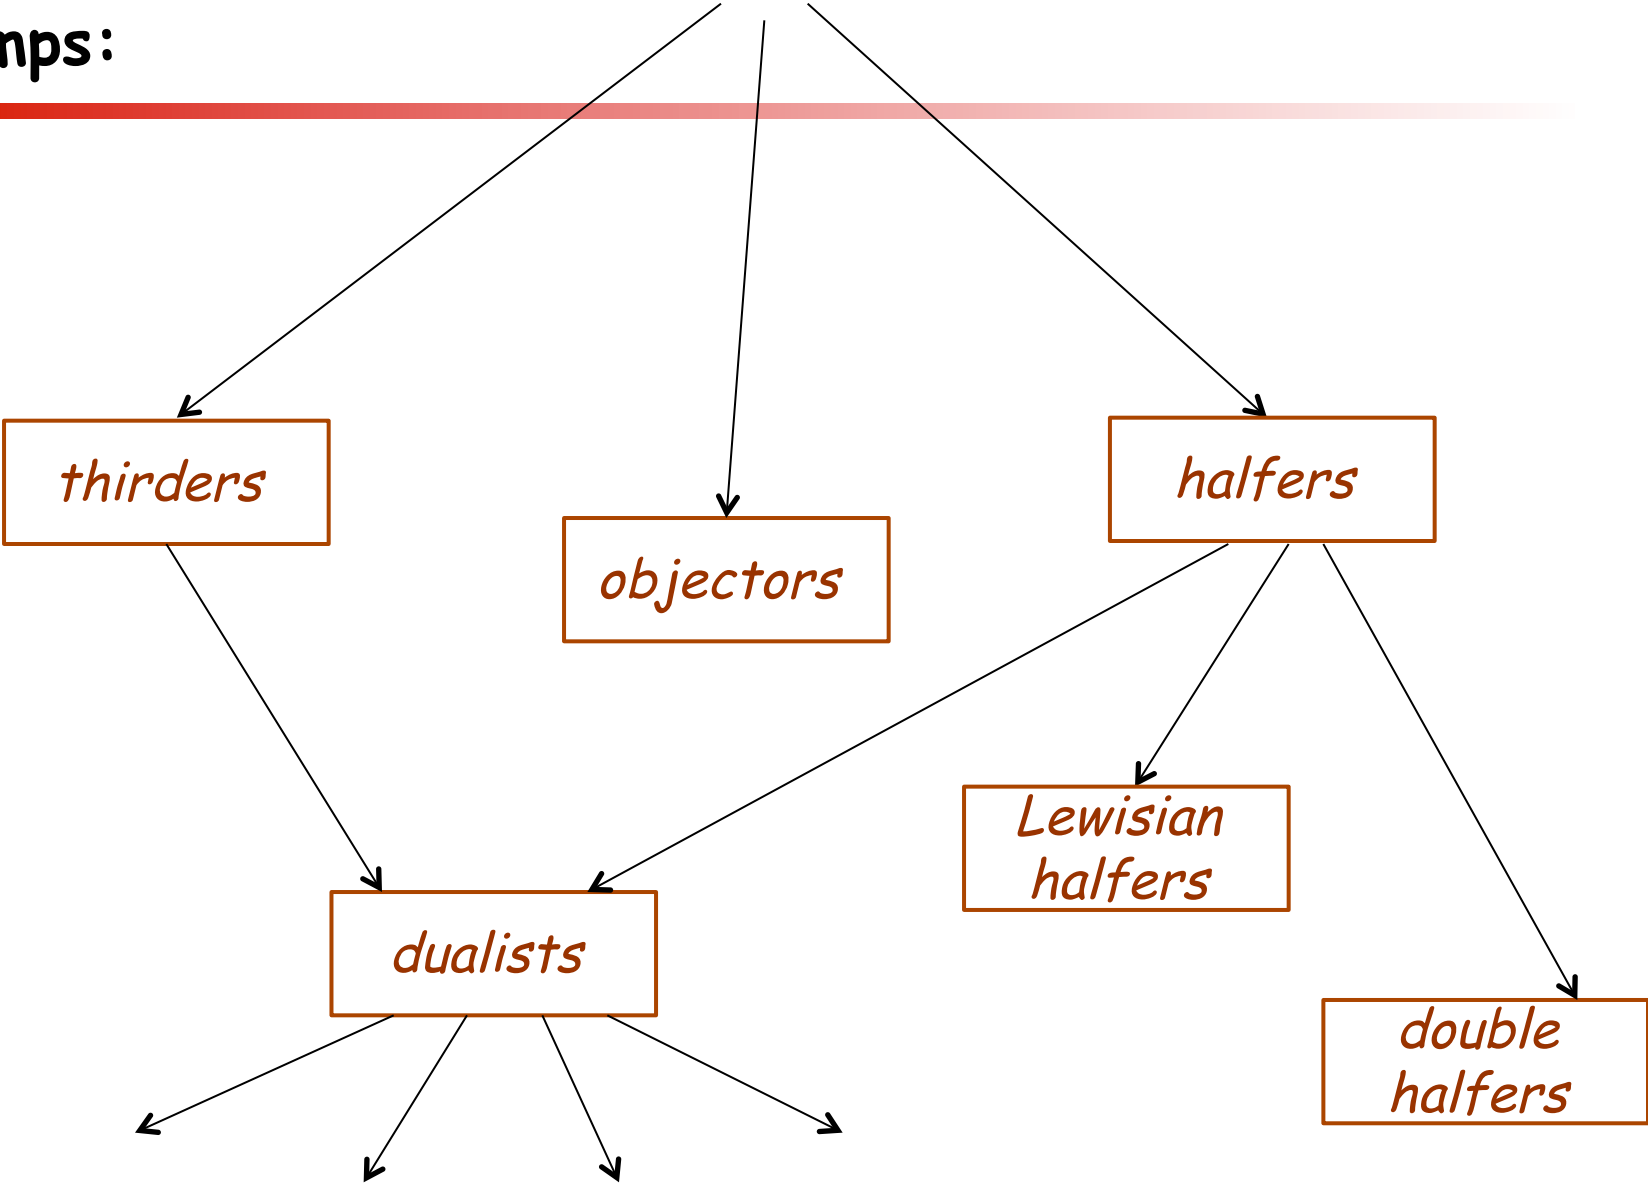 mps:
thirders
halfers
objectors
Lewisian
halfers
dualists
double
halfers